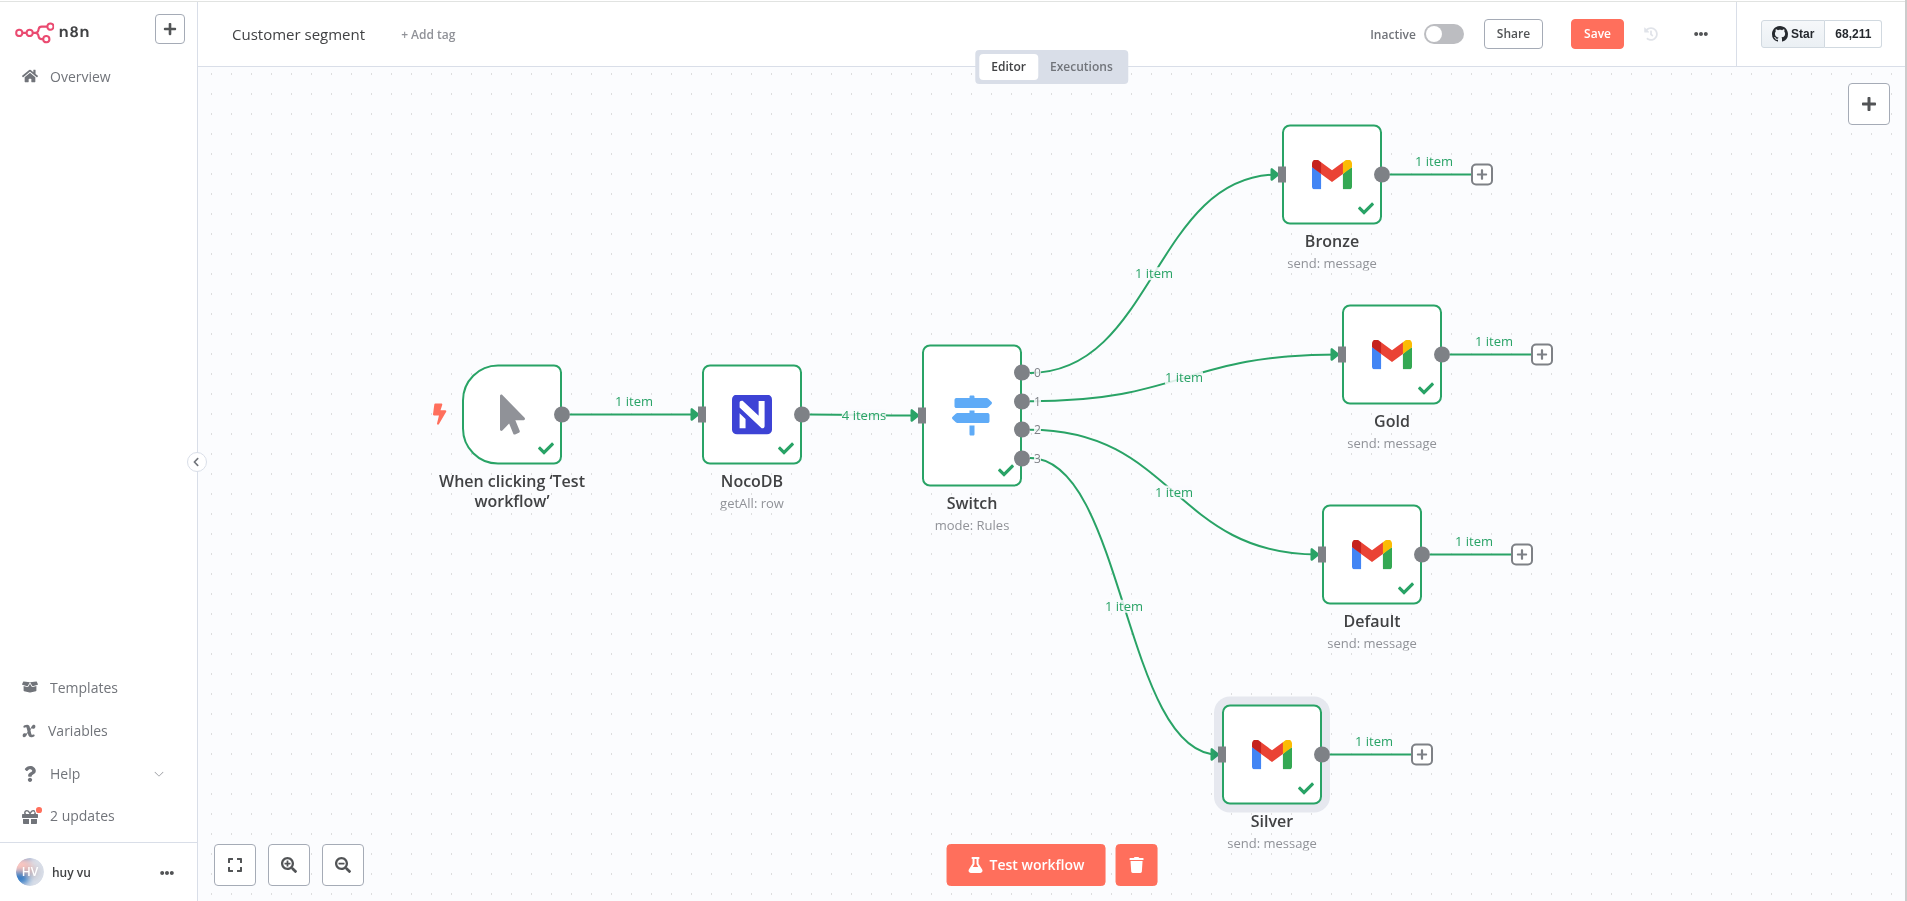 n8n
Overview
Customer segment
+ Add tag
Inactive
Share
Save
Star
68,211
Editor
Executions
1 item
Bronze
send: message
1 item
1 item
Gold
send: message
0
1 item
1
1 item
4 items
2
3
When clicking ‘Test
workflow’
NocoDB
getAll: row
Switch
mode: Rules
1 item
1 item
Default
send: message
1 item
1 item
Silver
send: message
Templates
Variables
Help
2 updates
HV
huy vu
Test workflow